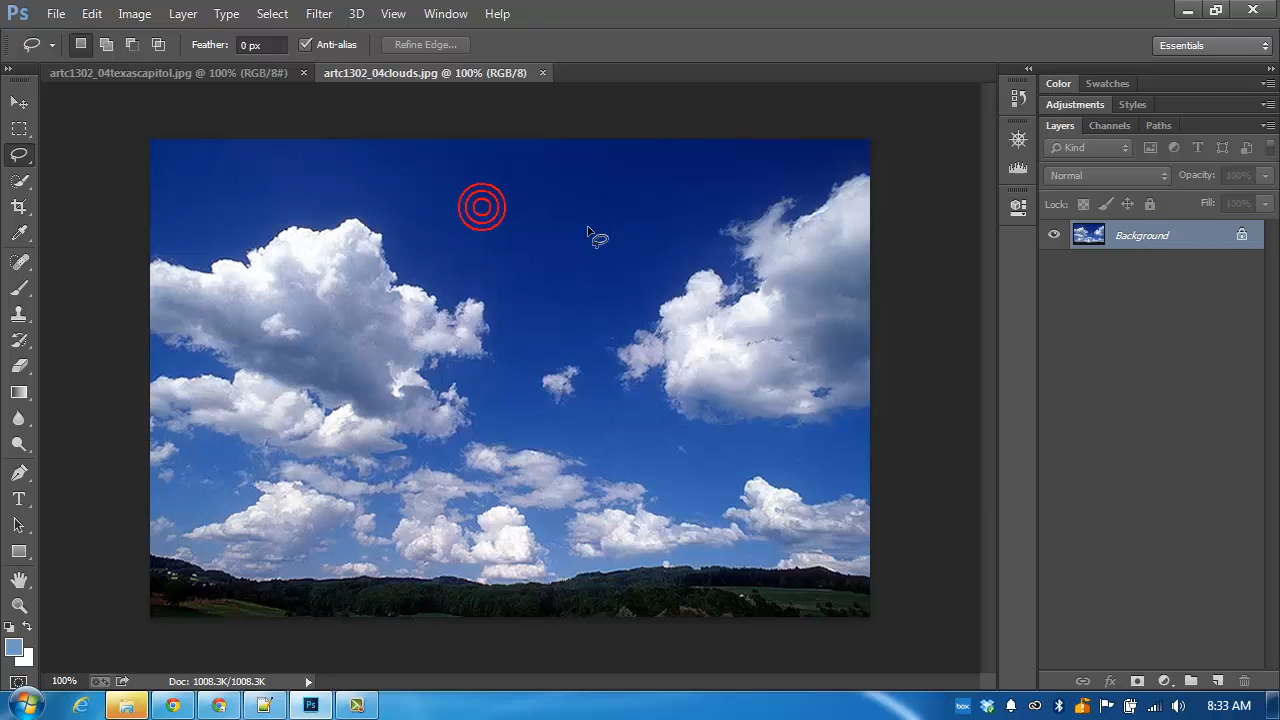 Ps File Edit Image Layer Type Select Filter 3D View Window Help
Feather: 0 px Anti-alias Refine Edge... Essentials
artc1302_04texascapitol.jpg @ 100% (RGB/8#) artc1302_04clouds.jpg @ 100% (RGB/8)
Color Swatches
Adjustments Styles
Layers Channels Paths
Kind
Normal Opacity: 100%
Lock: Fill: 100%
Background
100% Doc: 1008.3K/1008.3K
Ps box 8:33 AM